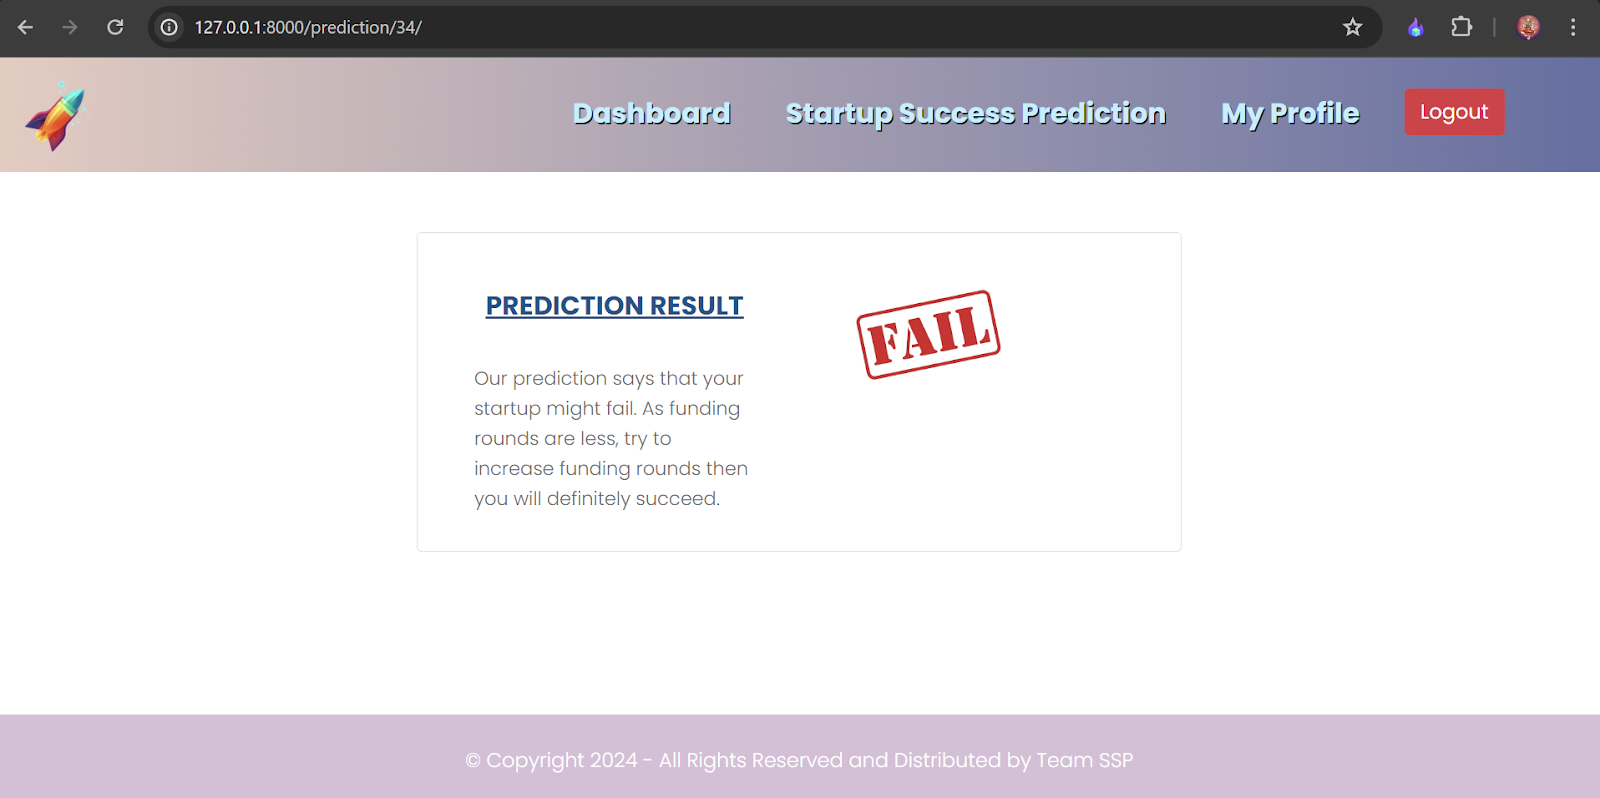 127.0.0.1:8000/prediction/34/
Dashboard Startup Success Prediction My Profile Logout
PREDICTION RESULT
FAIL
Our prediction says that your
startup might fail. As funding
rounds are less, try to
increase funding rounds then
you will definitely succeed.
© Copyright 2024 - All Rights Reserved and Distributed by Team SSP